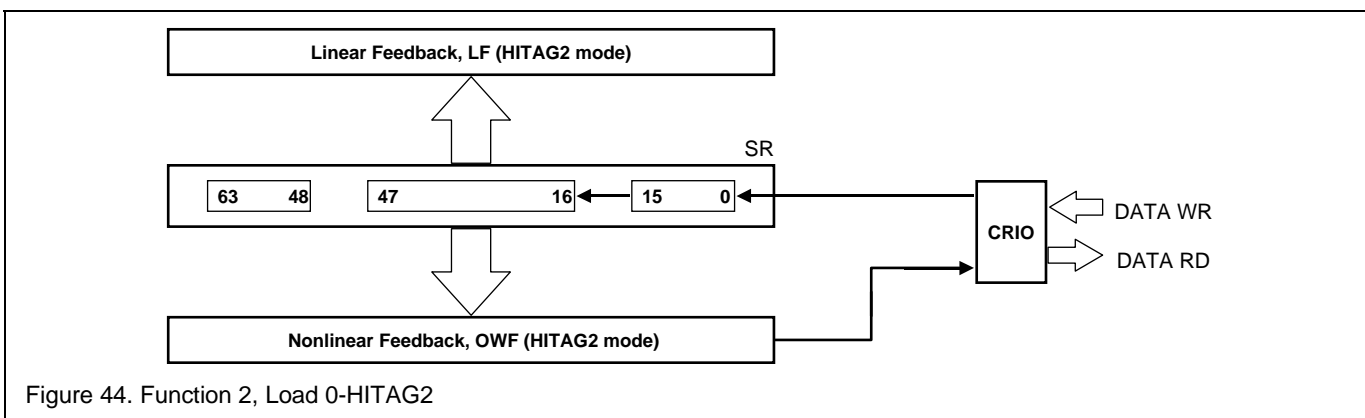 Linear Feedback, LF (HITAG2 mode)
SR
63 48 47 16 15 0
CRIO
DATA WR
DATA RD
Nonlinear Feedback, OWF (HITAG2 mode)
Figure 44. Function 2, Load 0-HITAG2